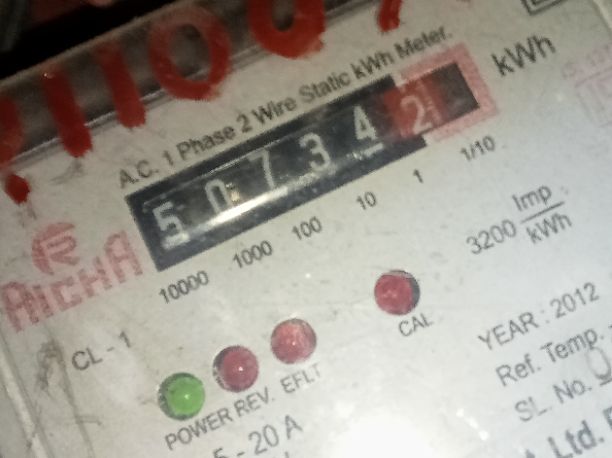 A.C. 1 Phase 2 Wire Static kWh Meter.
kWh
5 0 7 3 4 2
10000 1000 100 10 1 1/10
AICHA
3200 Imp/kWh
CL - 1
CAL
YEAR : 2012
POWER REV. EFLT
Ref. Temp.
5 - 20 A
SL. No.
Ltd.